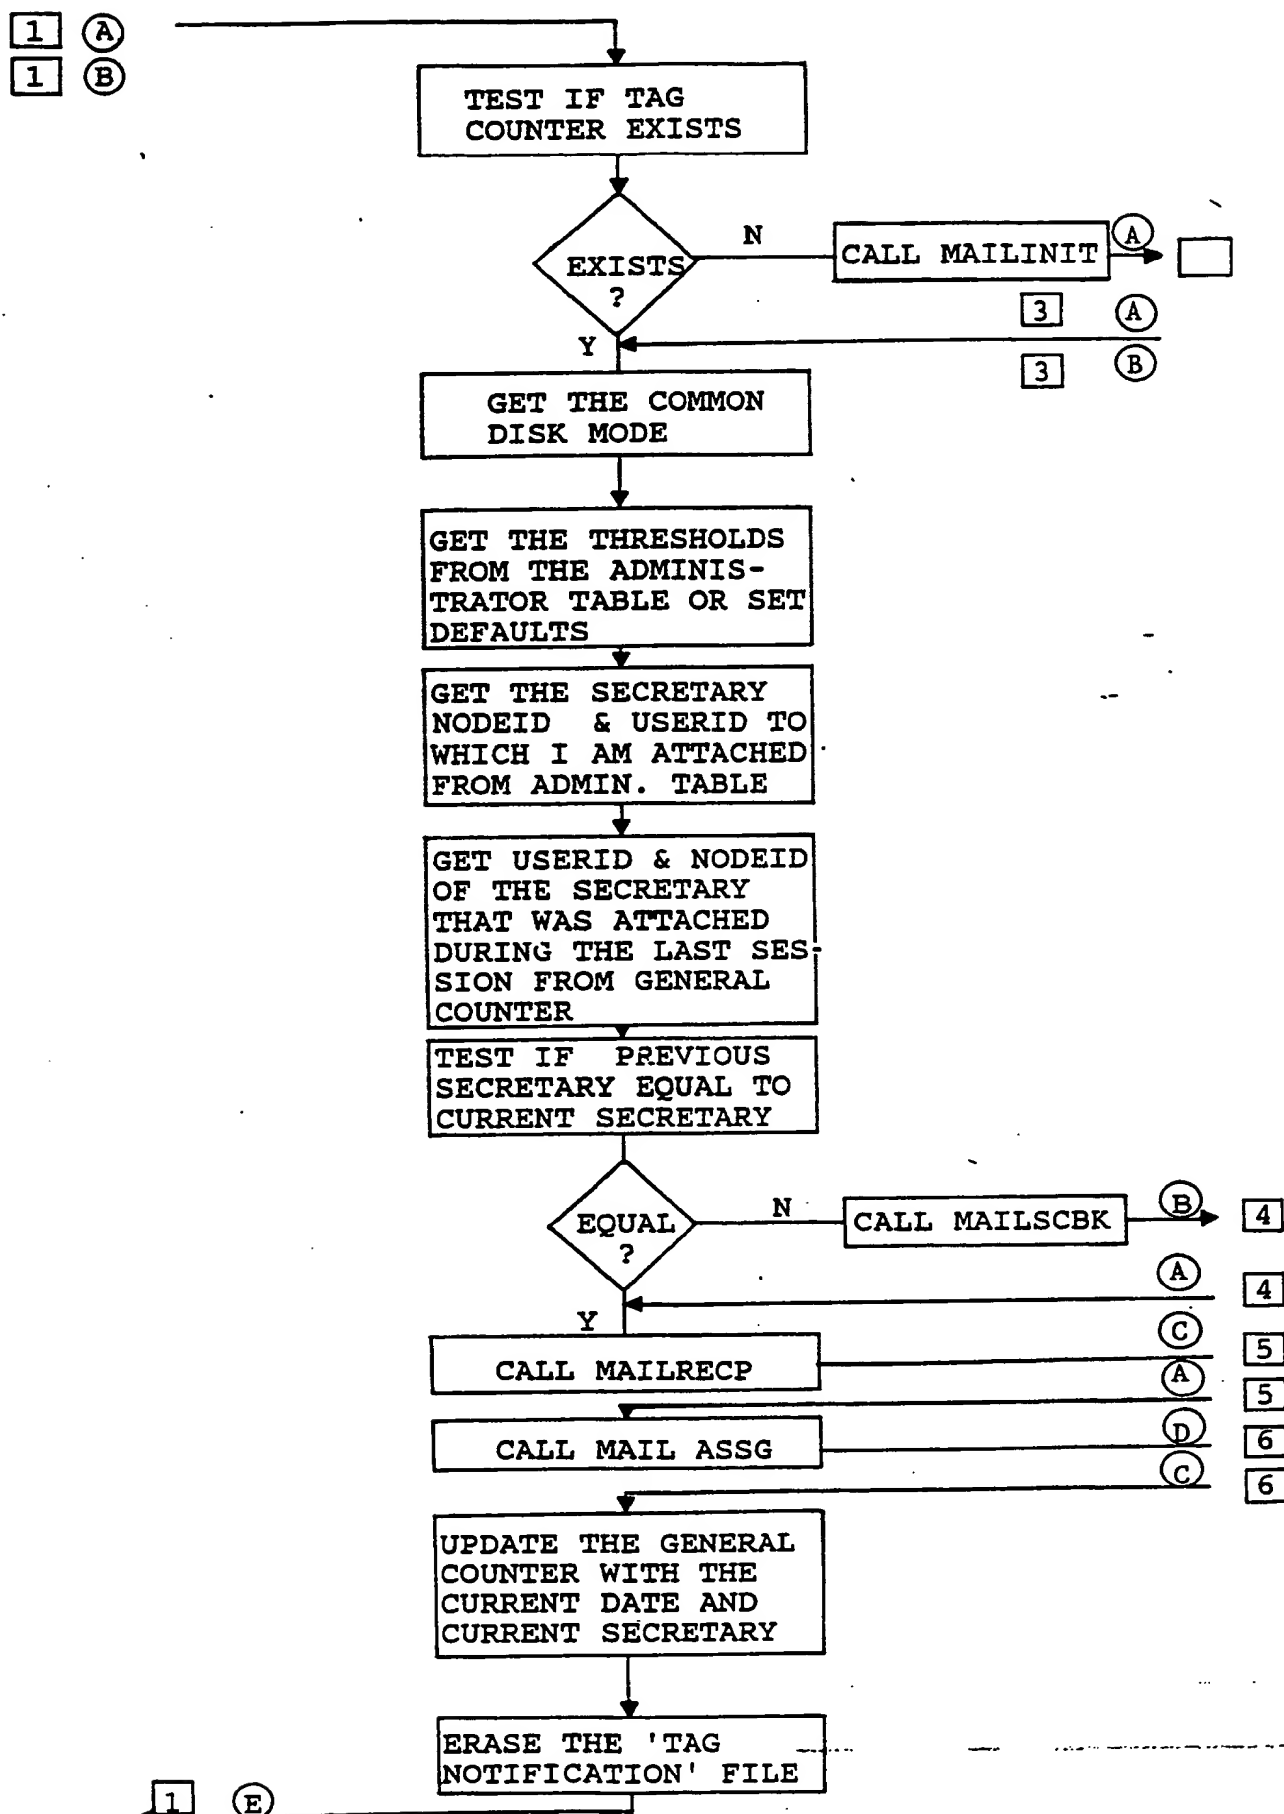 1 A
1 B
TEST IF TAG
COUNTER EXISTS
EXISTS
?
N
CALL MAILINIT
A
3 A
Y
3 B
GET THE COMMON
DISK MODE
GET THE THRESHOLDS
FROM THE ADMINIS-
TRATOR TABLE OR SET
DEFAULTS
GET THE SECRETARY
NODEID & USERID TO
WHICH I AM ATTACHED
FROM ADMIN. TABLE
GET USERID & NODEID
OF THE SECRETARY
THAT WAS ATTACHED
DURING THE LAST SES-
SION FROM GENERAL
COUNTER
TEST IF PREVIOUS
SECRETARY EQUAL TO
CURRENT SECRETARY
EQUAL
?
N
CALL MAILSCBK
B 4
A 4
Y
CALL MAILRECP
C 5
A 5
CALL MAIL ASSG
D 6
C 6
UPDATE THE GENERAL
COUNTER WITH THE
CURRENT DATE AND
CURRENT SECRETARY
ERASE THE 'TAG
NOTIFICATION' FILE
1 E